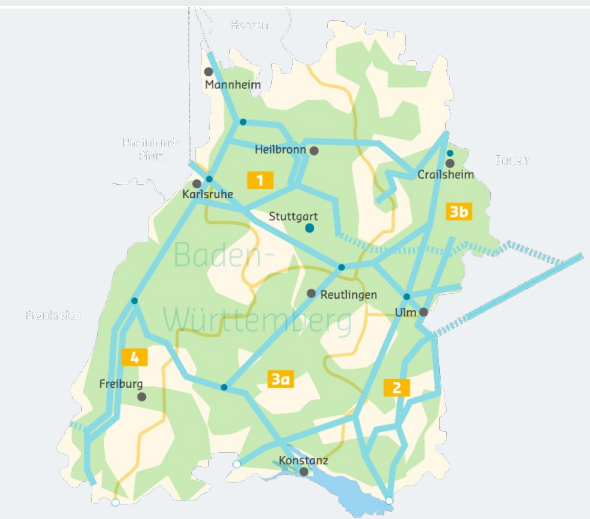 Hessen
Mannheim
Rheinland-
Pfalz
Heilbronn
Bayern
Crailsheim
1
Karlsruhe
3b
Stuttgart
Baden-
Reutlingen
Frankreich
Württemberg
Ulm
4
3a
Freiburg
2
Konstanz